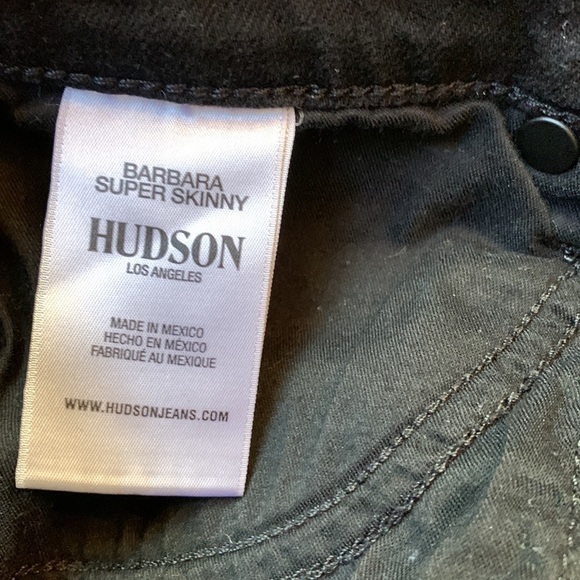 BARBARA
SUPER SKINNY
HUDSON
LOS ANGELES
MADE IN MEXICO
HECHO EN MÉXICO
FABRIQUÉ AU MEXIQUE
WWW.HUDSONJEANS.COM